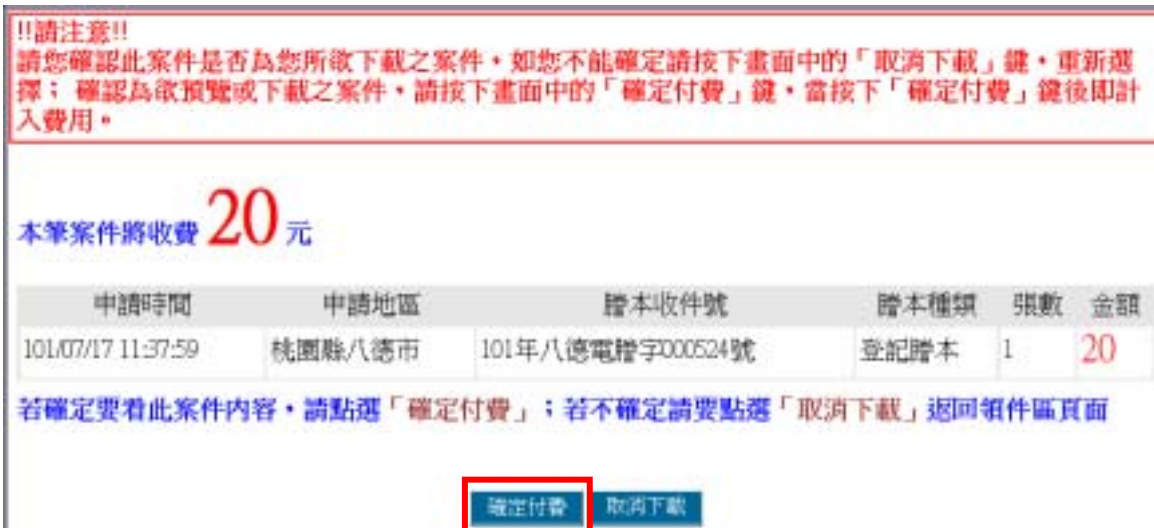 !!請注意!!
請您確認此案件是否為您所欲下載之案件，如您不能確定請按下畫面中的「取消下載」鍵，重新選
擇； 確認為欲預覽或下載之案件，請按下畫面中的「確定付費」鍵，當按下「確定付費」鍵後即計
入費用。
本筆案件將收費 20 元
申請時間 申請地區 謄本收件號 謄本種類 張數 金額
101/07/17 11:37:59 桃園縣八德市 101年八德電謄字000524號 登記謄本 1 20
若確定要看此案件內容，請點選「確定付費」；若不確定請要點選「取消下載」返回領件區頁面
確定付費 取消下載